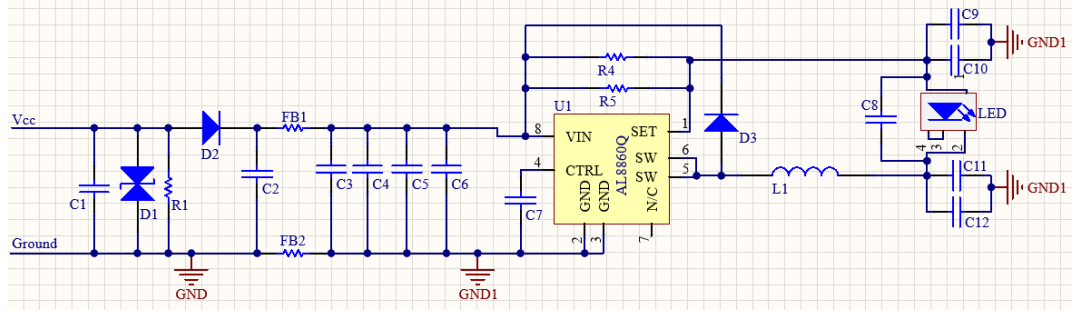 C9
GND1
C10
R4
R5
1
U1
C8
LED
Vcc
FB1
8
VIN
SET
1
D3
4
3
2
D2
AL8860Q
6
4
CTRL
SW
5
SW
C11
C1
D1
R1
C2
C3
C4
C5
C6
C7
GND
GND
N/C
L1
GND1
C12
Ground
FB2
2
3
7
GND
GND1